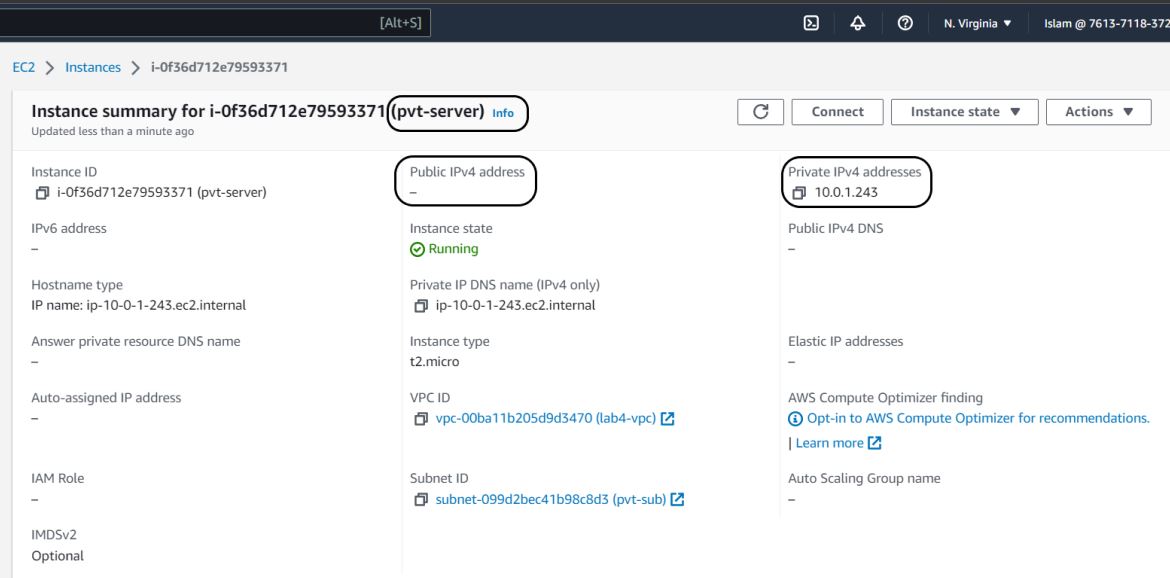 [Alt+S]
N. Virginia
Islam @ 7613-7118-372
EC2 > Instances > i-0f36d712e79593371
Instance summary for i-0f36d712e79593371 (pvt-server) Info
Updated less than a minute ago
Connect
Instance state
Actions
Instance ID
i-0f36d712e79593371 (pvt-server)
Public IPv4 address
–
Private IPv4 addresses
10.0.1.243
IPv6 address
–
Instance state
Running
Public IPv4 DNS
–
Hostname type
IP name: ip-10-0-1-243.ec2.internal
Private IP DNS name (IPv4 only)
ip-10-0-1-243.ec2.internal
Answer private resource DNS name
–
Instance type
t2.micro
Elastic IP addresses
–
Auto-assigned IP address
–
VPC ID
vpc-00ba11b205d9d3470 (lab4-vpc)
AWS Compute Optimizer finding
Opt-in to AWS Compute Optimizer for recommendations.
| Learn more
IAM Role
–
Subnet ID
subnet-099d2bec41b98c8d3 (pvt-sub)
Auto Scaling Group name
–
IMDSv2
Optional